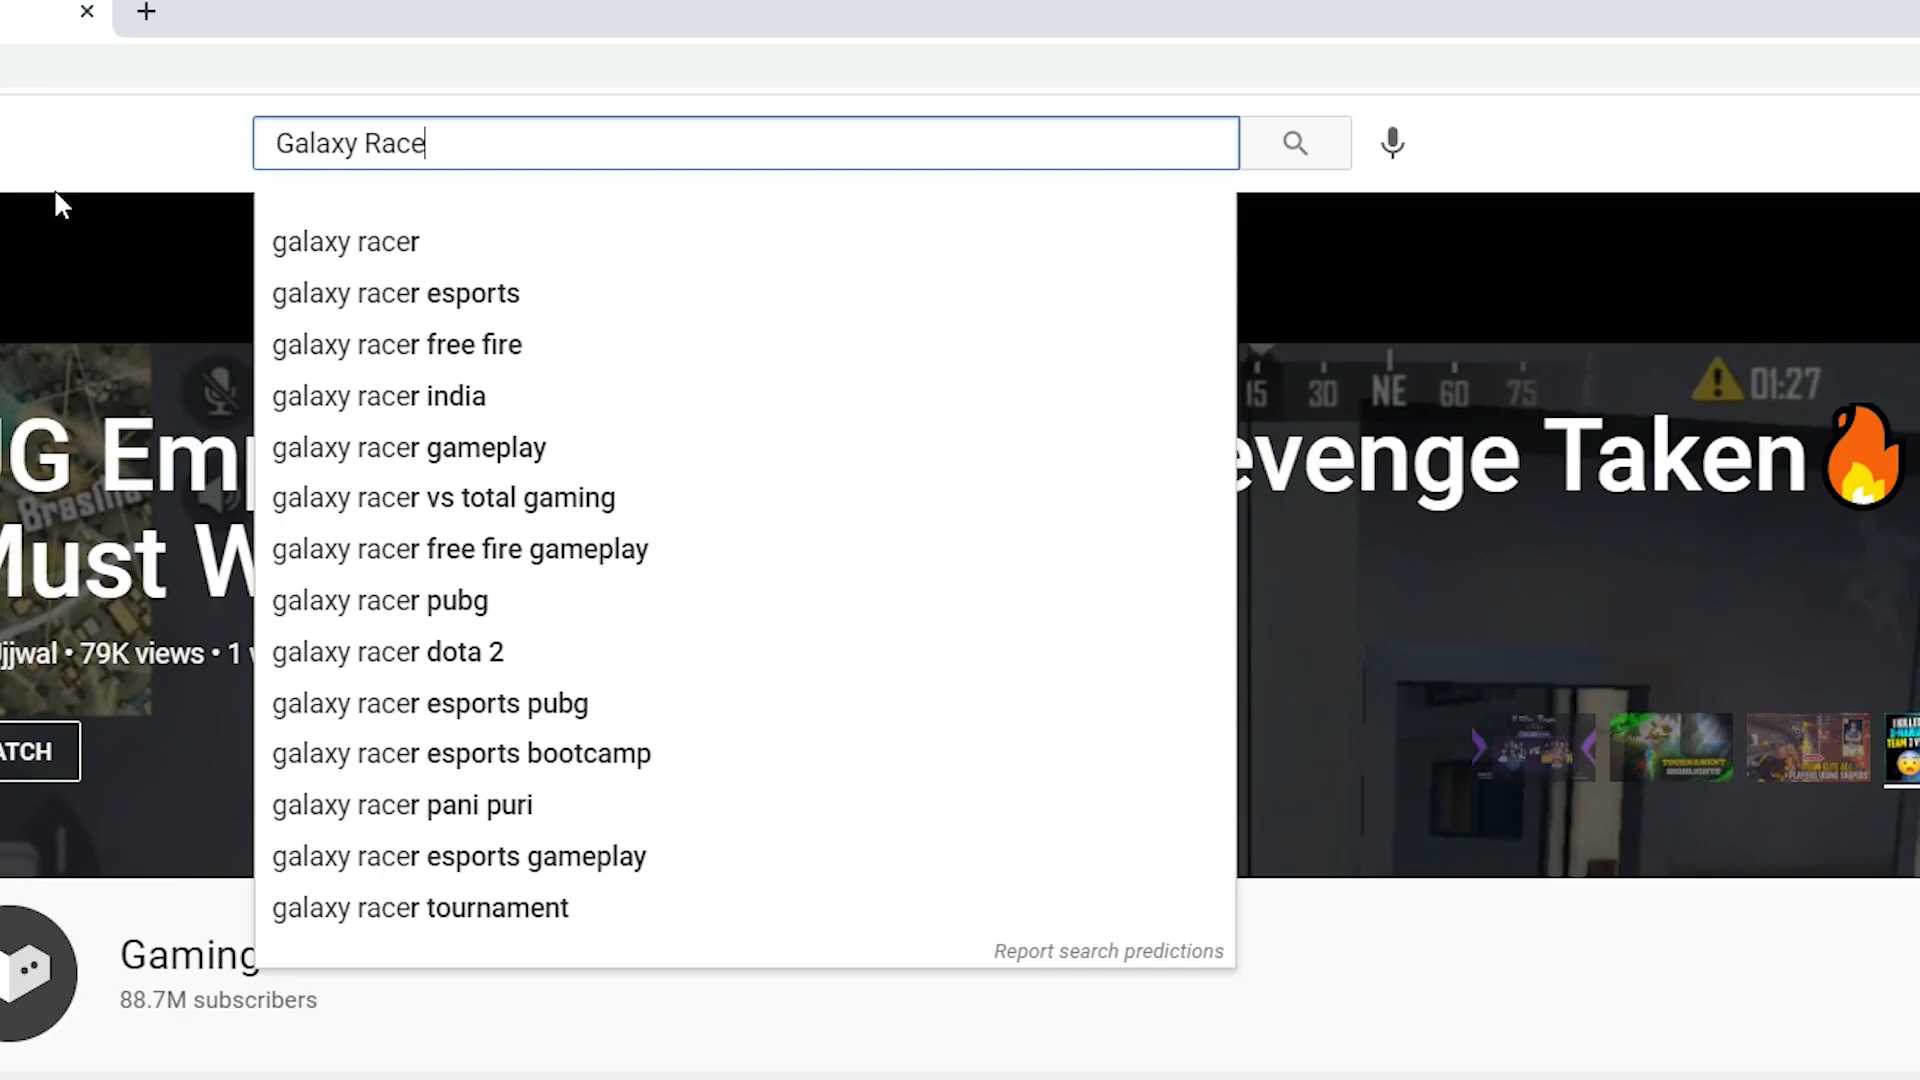 Galaxy Race
galaxy racer
galaxy racer esports
galaxy racer free fire
galaxy racer india
galaxy racer gameplay
galaxy racer vs total gaming
galaxy racer free fire gameplay
galaxy racer pubg
galaxy racer dota 2
galaxy racer esports pubg
galaxy racer esports bootcamp
galaxy racer pani puri
galaxy racer esports gameplay
galaxy racer tournament
Report search predictions
15 30 NE 60 75 01:27
G Em
evenge Taken🔥
Brasilia
Must W
jjwal • 79K views • 1
ATCH
TOURNAMENT
HIGHLIGHTS
Gaming
88.7M subscribers